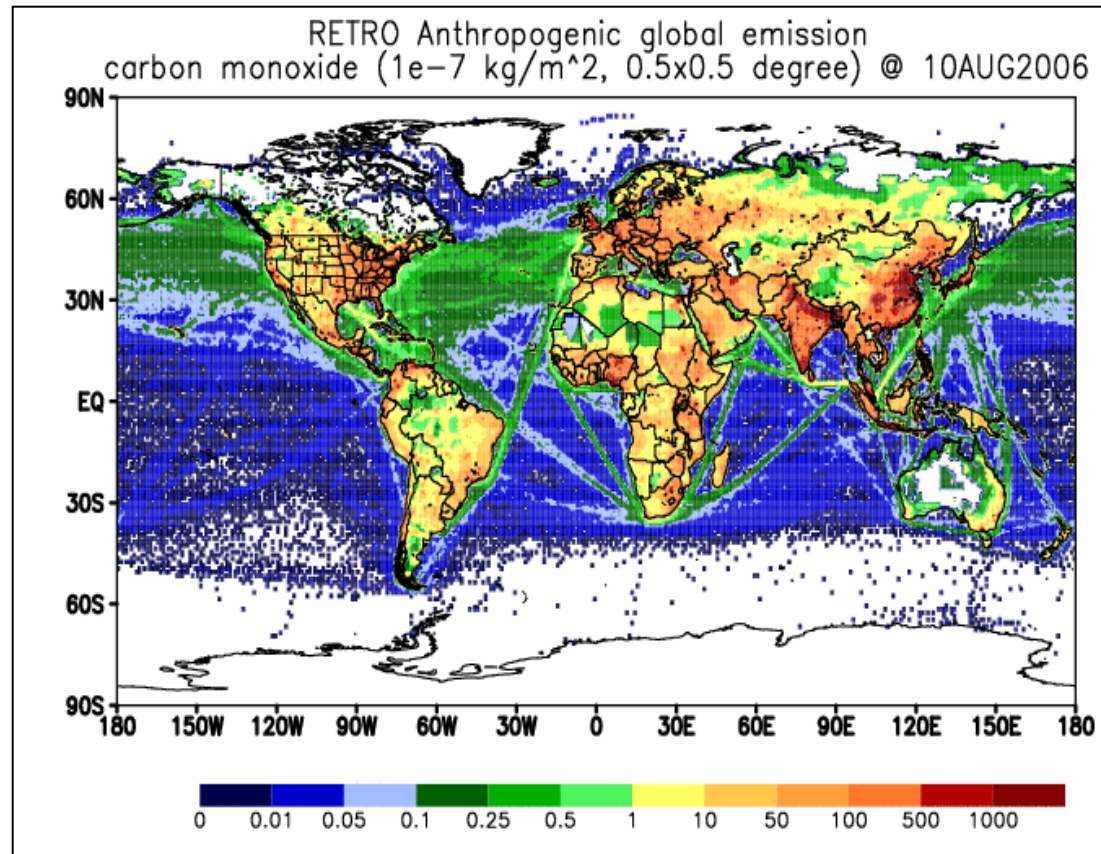 RETRO Anthropogenic global emission
carbon monoxide (1e-7 kg/m^2, 0.5x0.5 degree) @ 10AUG2006
90N
60N
30N
EQ
30S
60S
90S
180 150W 120W 90W 60W 30W 0 30E 60E 90E 120E 150E 180
0 0.01 0.05 0.1 0.25 0.5 1 10 50 100 500 1000